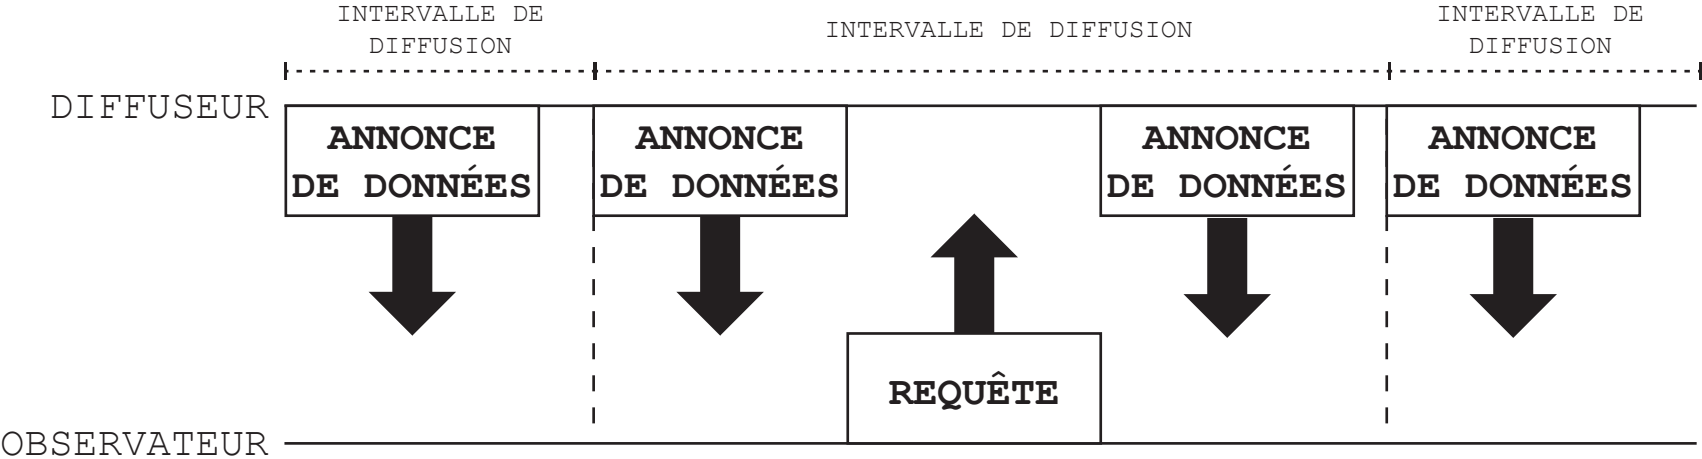 INTERVALLE DE
DIFFUSION
INTERVALLE DE DIFFUSION
INTERVALLE DE
DIFFUSION
DIFFUSEUR
ANNONCE
DE DONNÉES
ANNONCE
DE DONNÉES
ANNONCE
DE DONNÉES
ANNONCE
DE DONNÉES
REQUÊTE
OBSERVATEUR